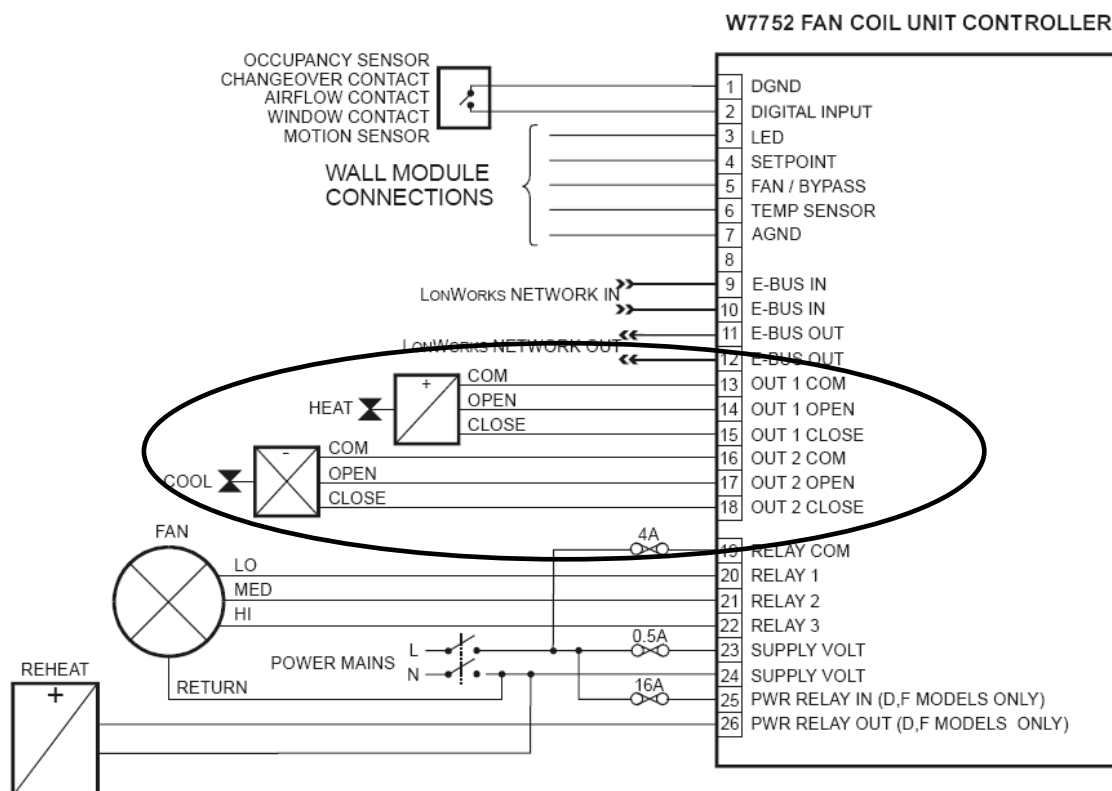 W7752 FAN COIL UNIT CONTROLLER
OCCUPANCY SENSOR
CHANGEOVER CONTACT
AIRFLOW CONTACT
WINDOW CONTACT
MOTION SENSOR
WALL MODULE
CONNECTIONS
1 DGND
2 DIGITAL INPUT
3 LED
4 SETPOINT
5 FAN / BYPASS
6 TEMP SENSOR
7 AGND
8
LONWORKS NETWORK IN
9 E-BUS IN
10 E-BUS IN
LONWORKS NETWORK OUT
11 E-BUS OUT
12 E-BUS OUT
HEAT
+
COM
OPEN
CLOSE
13 OUT 1 COM
14 OUT 1 OPEN
15 OUT 1 CLOSE
COOL
-
COM
OPEN
CLOSE
16 OUT 2 COM
17 OUT 2 OPEN
18 OUT 2 CLOSE
FAN
LO
MED
HI
RETURN
4A
19 RELAY COM
20 RELAY 1
21 RELAY 2
22 RELAY 3
POWER MAINS
L
N
0.5A
23 SUPPLY VOLT
24 SUPPLY VOLT
16A
25 PWR RELAY IN (D,F MODELS ONLY)
26 PWR RELAY OUT (D,F MODELS ONLY)
REHEAT
+